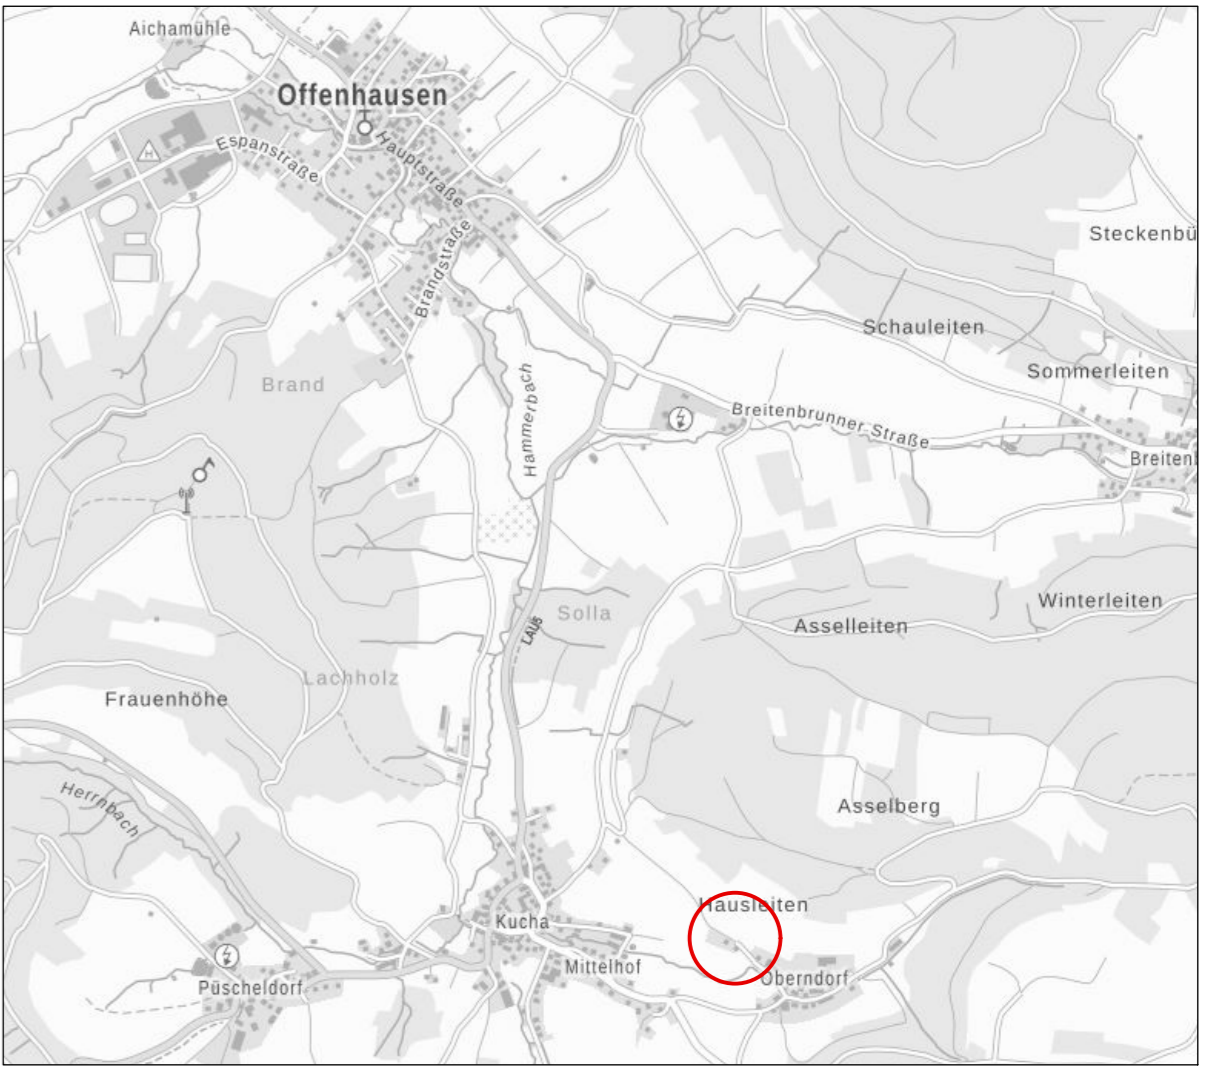 Aichamühle
Offenhausen
Espanstraße
Hauptstraße
Steckenbü
Brandstraße
Schauleiten
Sommerleiten
Brand
Hammerbach
Breitenbrunner Straße
Breiten
H
Solla
Winterleiten
Asselleiten
LAU5
Lachholz
Frauenhöhe
Herrnbach
Asselberg
Hausleiten
Kucha
Mittelhof
Oberndorf
Püscheldorf